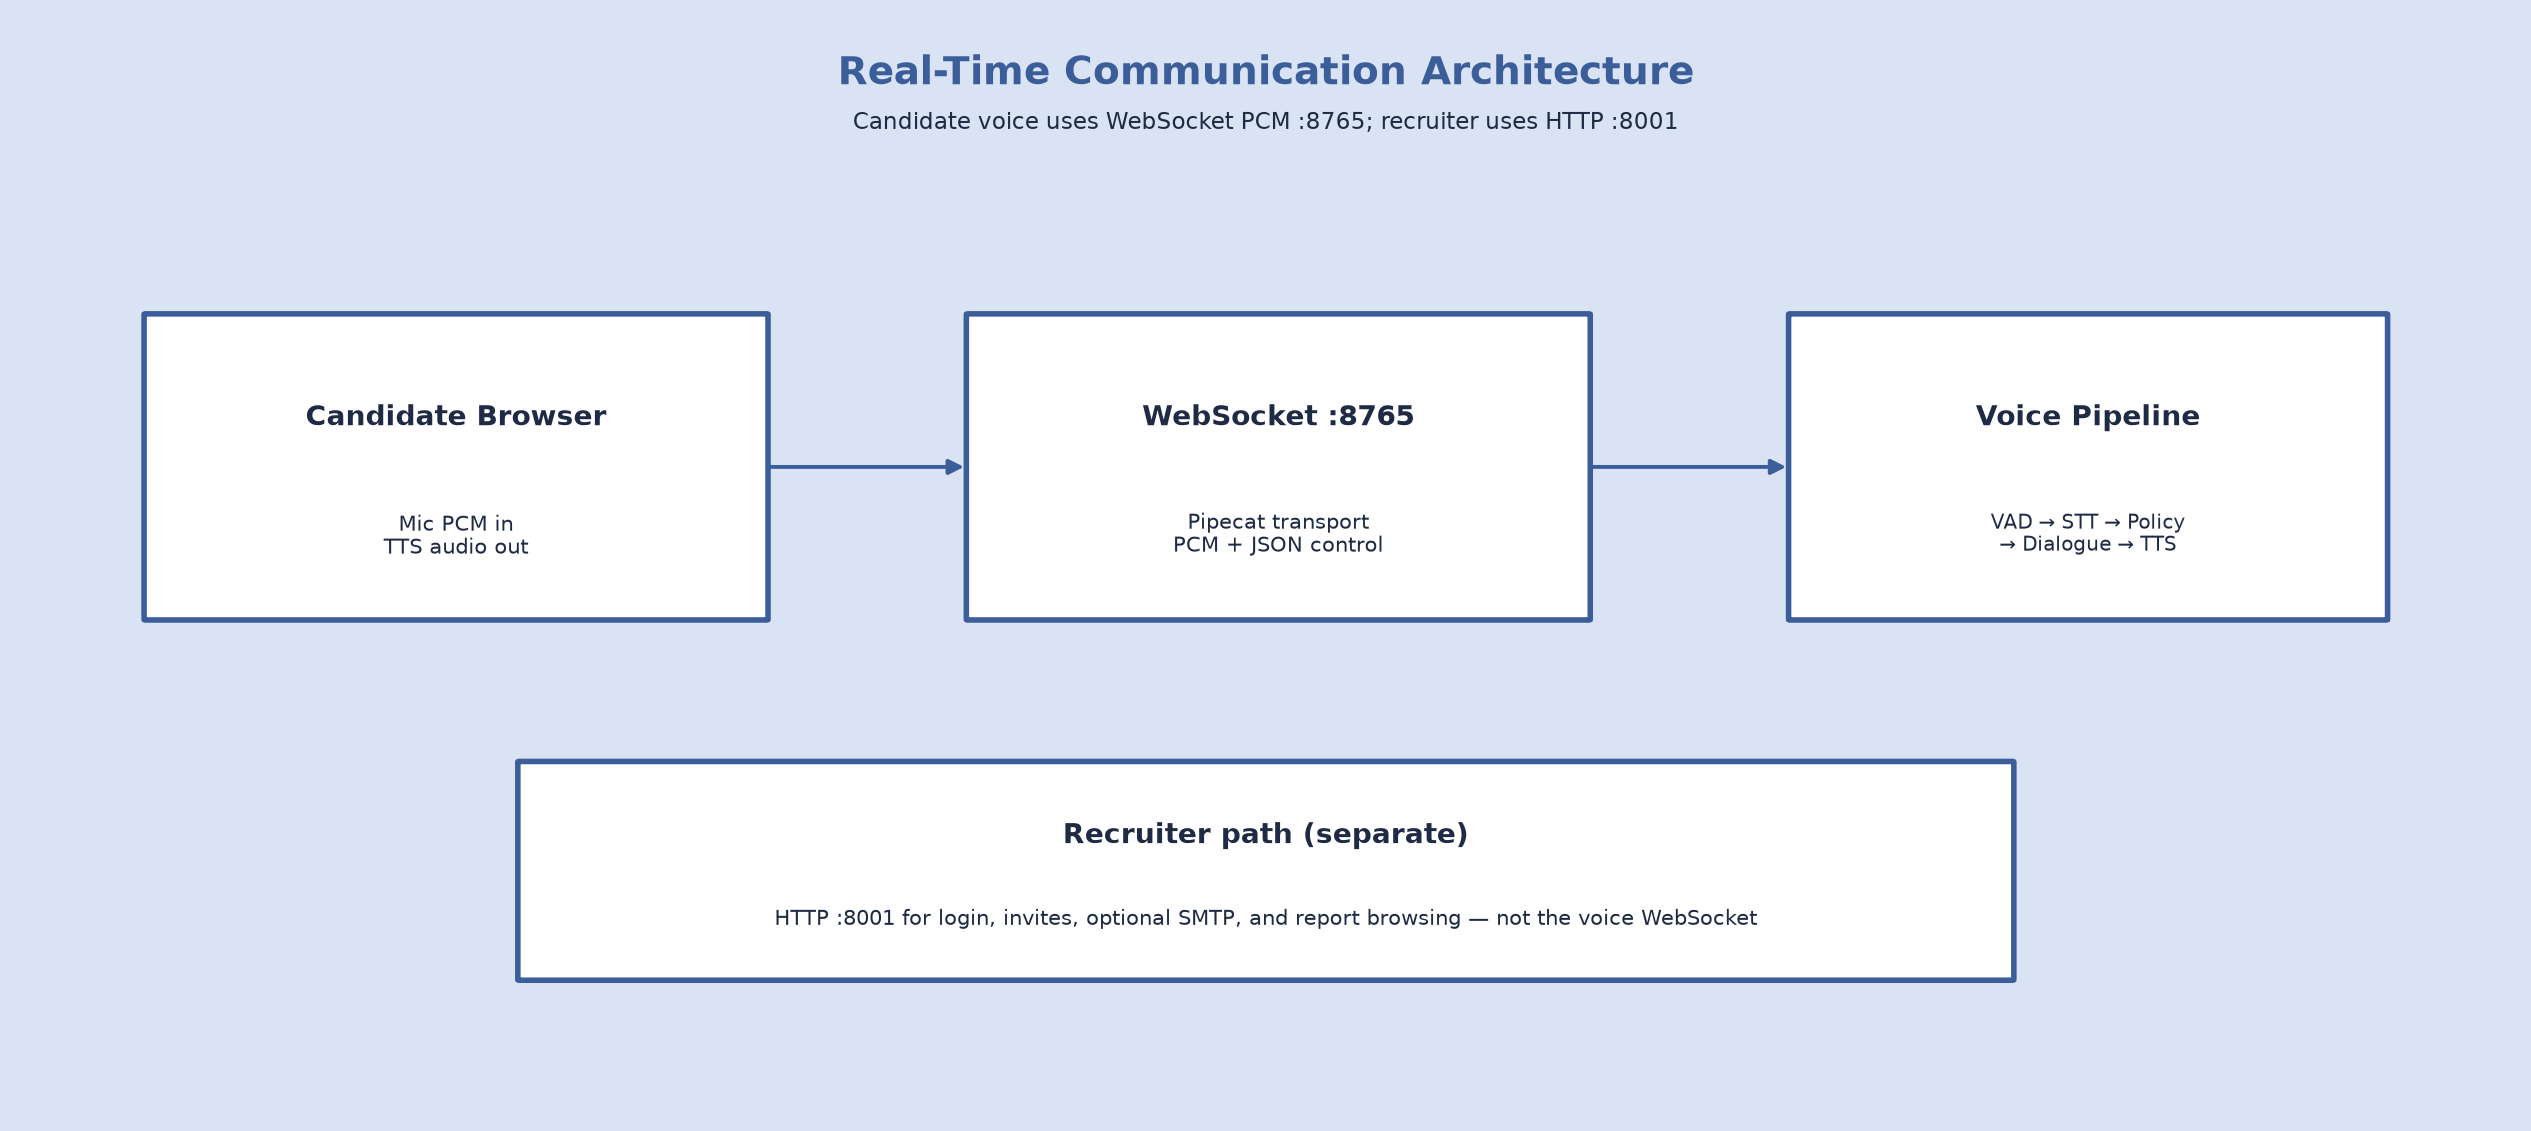 Real-Time Communication Architecture
Candidate voice uses WebSocket PCM :8765; recruiter uses HTTP :8001
Candidate Browser
Mic PCM in
TTS audio out
WebSocket :8765
Pipecat transport
PCM + JSON control
Voice Pipeline
VAD → STT → Policy
→ Dialogue → TTS
Recruiter path (separate)
HTTP :8001 for login, invites, optional SMTP, and report browsing — not the voice WebSocket